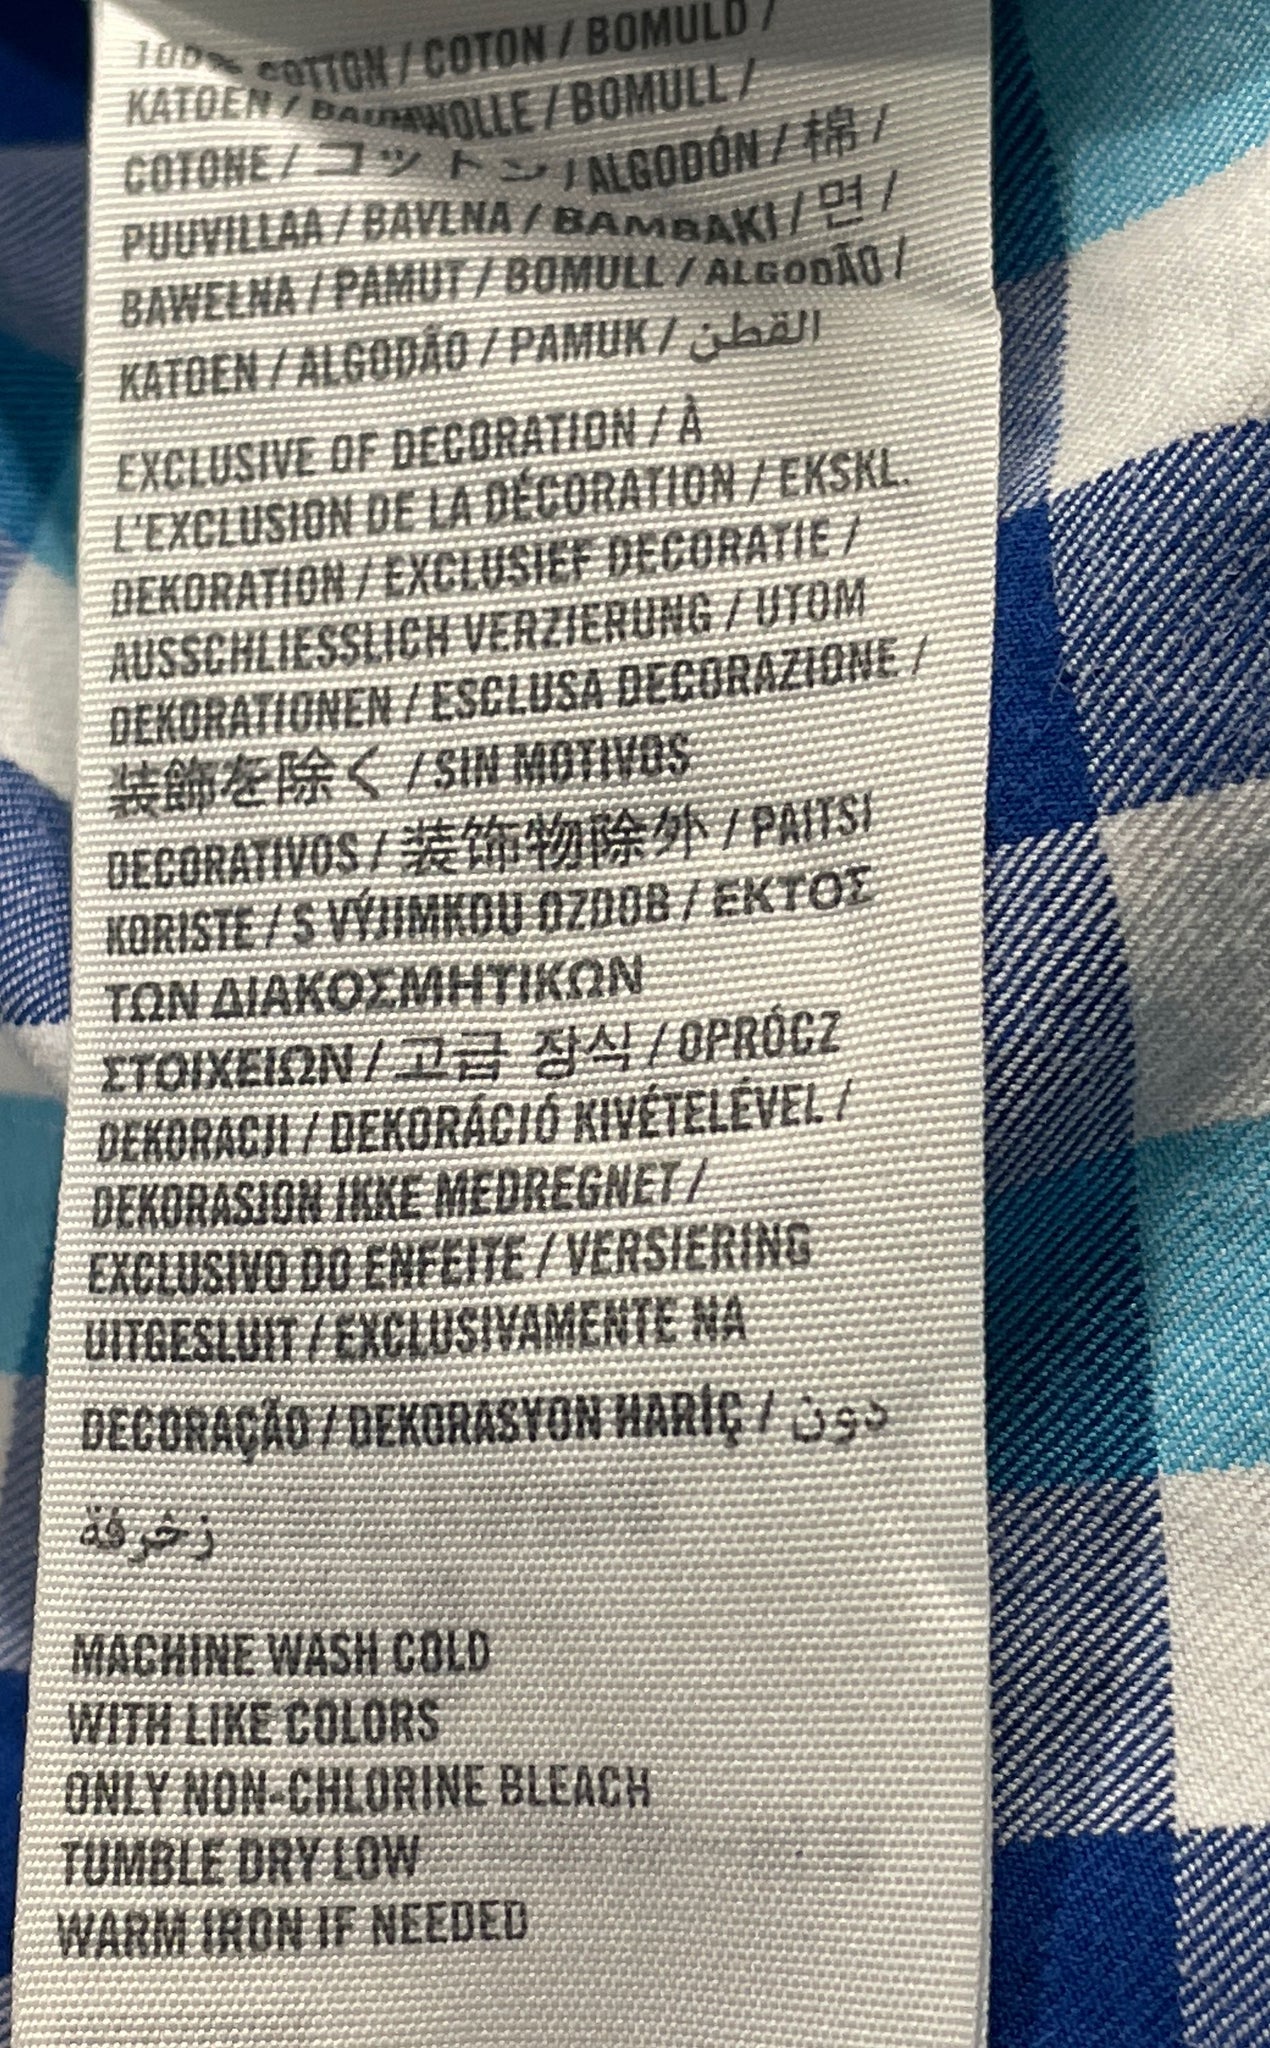 100% COTTON / COTON / BOMULD /
KATOEN / BAUMWOLLE / BOMULL /
COTONE / コットン / ALGODÓN / 棉 /
PUUVILLAA / BAVLNA / BAMBAKI / 면 /
BAWEŁNA / PAMUT / BOMULL / ALGODÃO /
KATOEN / ALGODÃO / PAMUK / القطن
EXCLUSIVE OF DECORATION / À
L'EXCLUSION DE LA DÉCORATION / EKSKL.
DEKORATION / EXCLUSIEF DECORATIE /
AUSSCHLIESSLICH VERZIERUNG / UTOM
DEKORATIONEN / ESCLUSA DECORAZIONE /
装飾を除く / SIN MOTIVOS
DECORATIVOS / 装饰物除外 / PAITSI
KORISTE / S VÝJIMKOU OZDOB / ΕΚΤΟΣ
ΤΩΝ ΔΙΑΚΟΣΜΗΤΙΚΩΝ
ΣΤΟΙΧΕΙΩΝ / 고급 장식 / OPRÓCZ
DEKORACJI / DEKORÁCIÓ KIVÉTELÉVEL /
DEKORASJON IKKE MEDREGNET /
EXCLUSIVO DO ENFEITE / VERSIERING
UITGESLUIT / EXCLUSIVAMENTE NA
DECORAÇÃO / DEKORASYON HARİÇ / دون
زخرفة
MACHINE WASH COLD
WITH LIKE COLORS
ONLY NON-CHLORINE BLEACH
TUMBLE DRY LOW
WARM IRON IF NEEDED